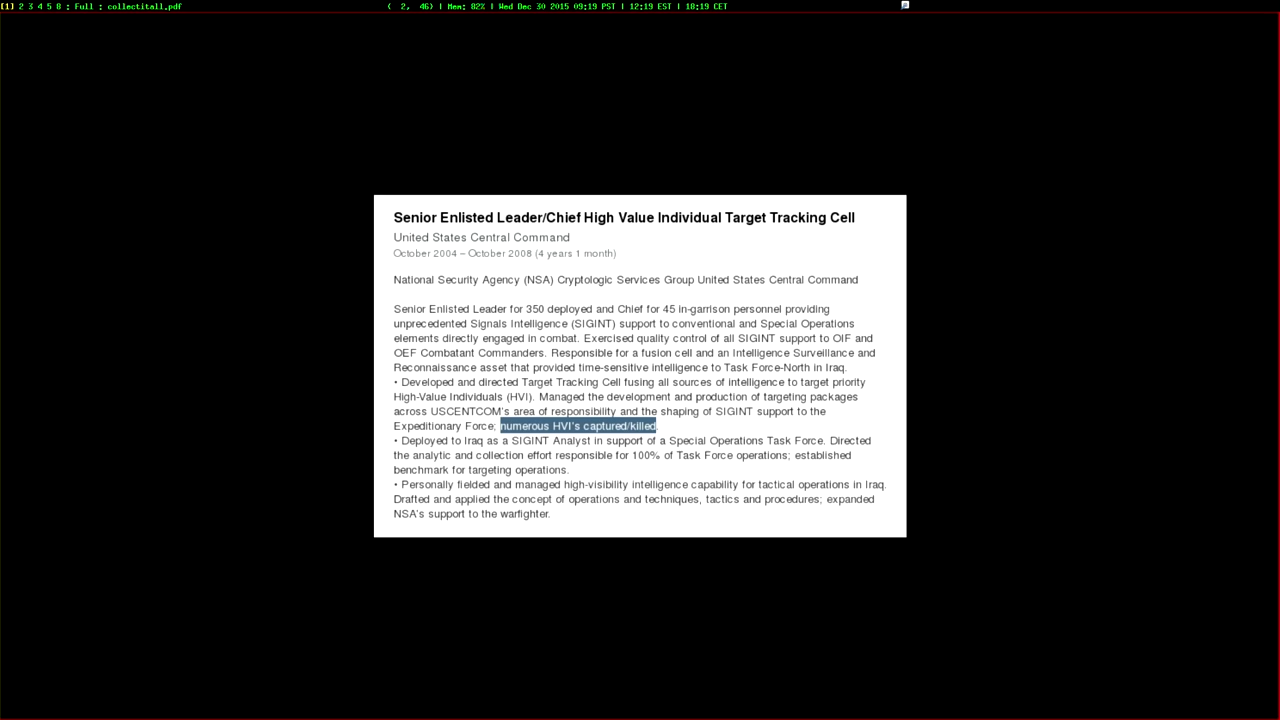 [1] 2 3 4 5 8 : Full : collectitall.pdf
( 2, 46) | Mem: 82% | Wed Dec 30 2015 09:19 PST | 12:19 EST | 18:19 CET
Senior Enlisted Leader/Chief High Value Individual Target Tracking Cell
United States Central Command
October 2004 – October 2008 (4 years 1 month)
National Security Agency (NSA) Cryptologic Services Group United States Central Command
Senior Enlisted Leader for 350 deployed and Chief for 45 in-garrison personnel providing
unprecedented Signals Intelligence (SIGINT) support to conventional and Special Operations
elements directly engaged in combat. Exercised quality control of all SIGINT support to OIF and
OEF Combatant Commanders. Responsible for a fusion cell and an Intelligence Surveillance and
Reconnaissance asset that provided time-sensitive intelligence to Task Force-North in Iraq.
• Developed and directed Target Tracking Cell fusing all sources of intelligence to target priority
High-Value Individuals (HVI). Managed the development and production of targeting packages
across USCENTCOM's area of responsibility and the shaping of SIGINT support to the
Expeditionary Force; numerous HVI's captured/killed.
• Deployed to Iraq as a SIGINT Analyst in support of a Special Operations Task Force. Directed
the analytic and collection effort responsible for 100% of Task Force operations; established
benchmark for targeting operations.
• Personally fielded and managed high-visibility intelligence capability for tactical operations in Iraq.
Drafted and applied the concept of operations and techniques, tactics and procedures; expanded
NSA's support to the warfighter.